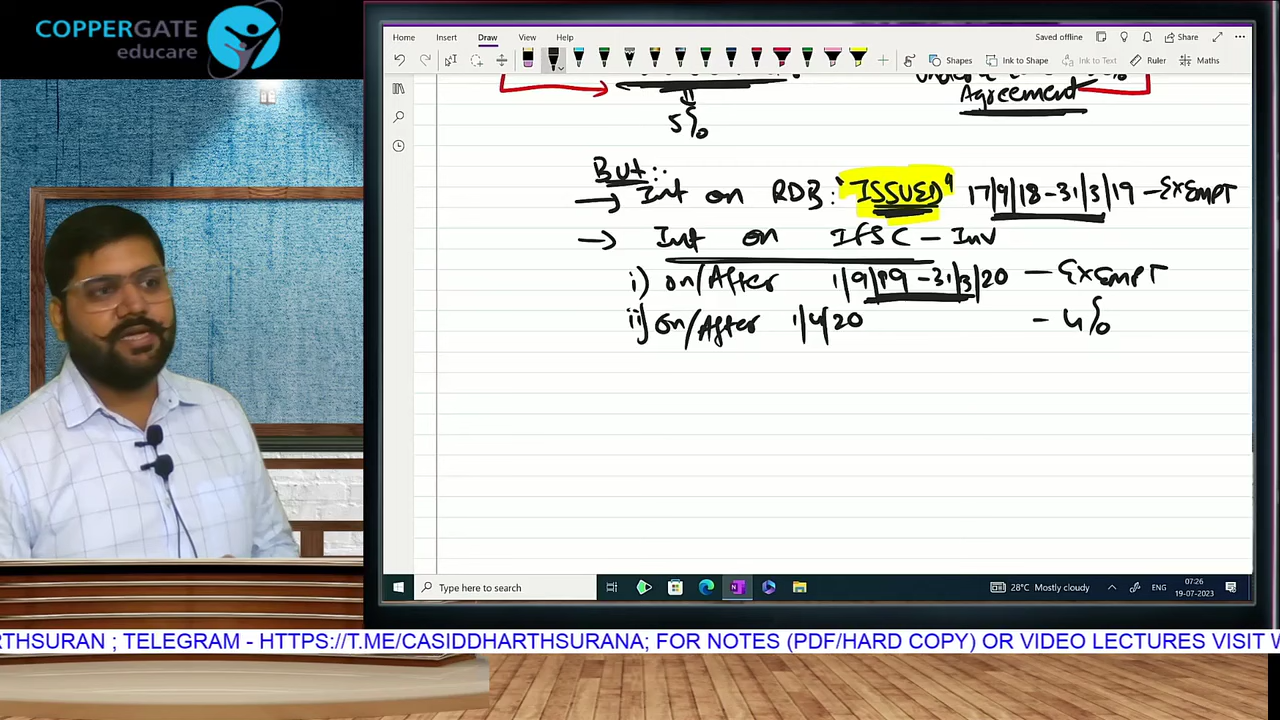 COPPERGATE
educare
Home Insert Draw View Help
Saved offline Share
Shapes Ink to Shape Ink to Text Ruler Maths
Agreement
5%
But:
→ Int on RDB: "ISSUED" 17/9/18-31/3/19 - Exempt
→ Int on IFSC - Inv
i) on/After 1/9/19 - 31/3/20 - Exempt
ii) on/After 1/4/20 - 4%
Type here to search
28°C Mostly cloudy
ENG
07:26
19-07-2023
RTHSURAN ; TELEGRAM - HTTPS://T.ME/CASIDDHARTHSURANA; FOR NOTES (PDF/HARD COPY) OR VIDEO LECTURES VISIT W